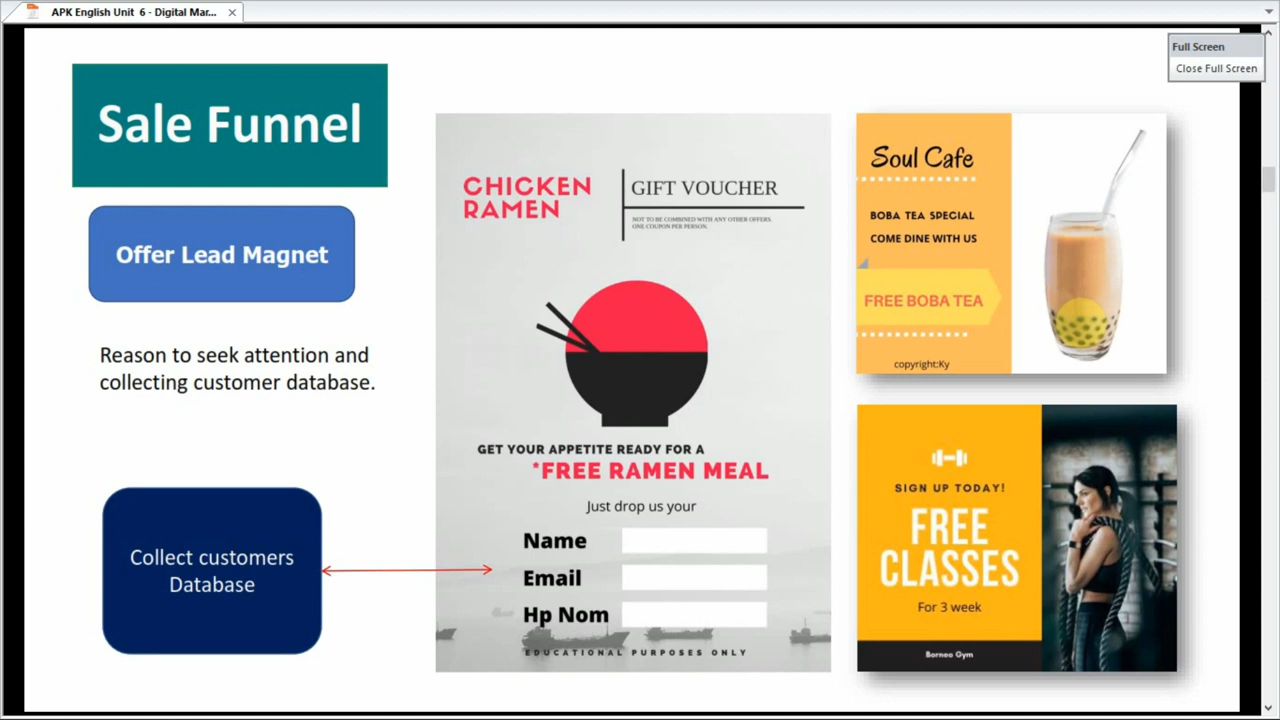 APK English Unit 6 - Digital Mar...
Full Screen
Close Full Screen
Sale Funnel
Offer Lead Magnet
Reason to seek attention and
collecting customer database.
Collect customers
Database
CHICKEN
RAMEN
GIFT VOUCHER
NOT TO BE COMBINED WITH ANY OTHER OFFERS.
ONE COUPON PER PERSON.
GET YOUR APPETITE READY FOR A
*FREE RAMEN MEAL
Just drop us your
Name
Email
Hp Nom
EDUCATIONAL PURPOSES ONLY
Soul Cafe
BOBA TEA SPECIAL
COME DINE WITH US
FREE BOBA TEA
copyright:Ky
SIGN UP TODAY!
FREE
CLASSES
For 3 week
Borneo Gym